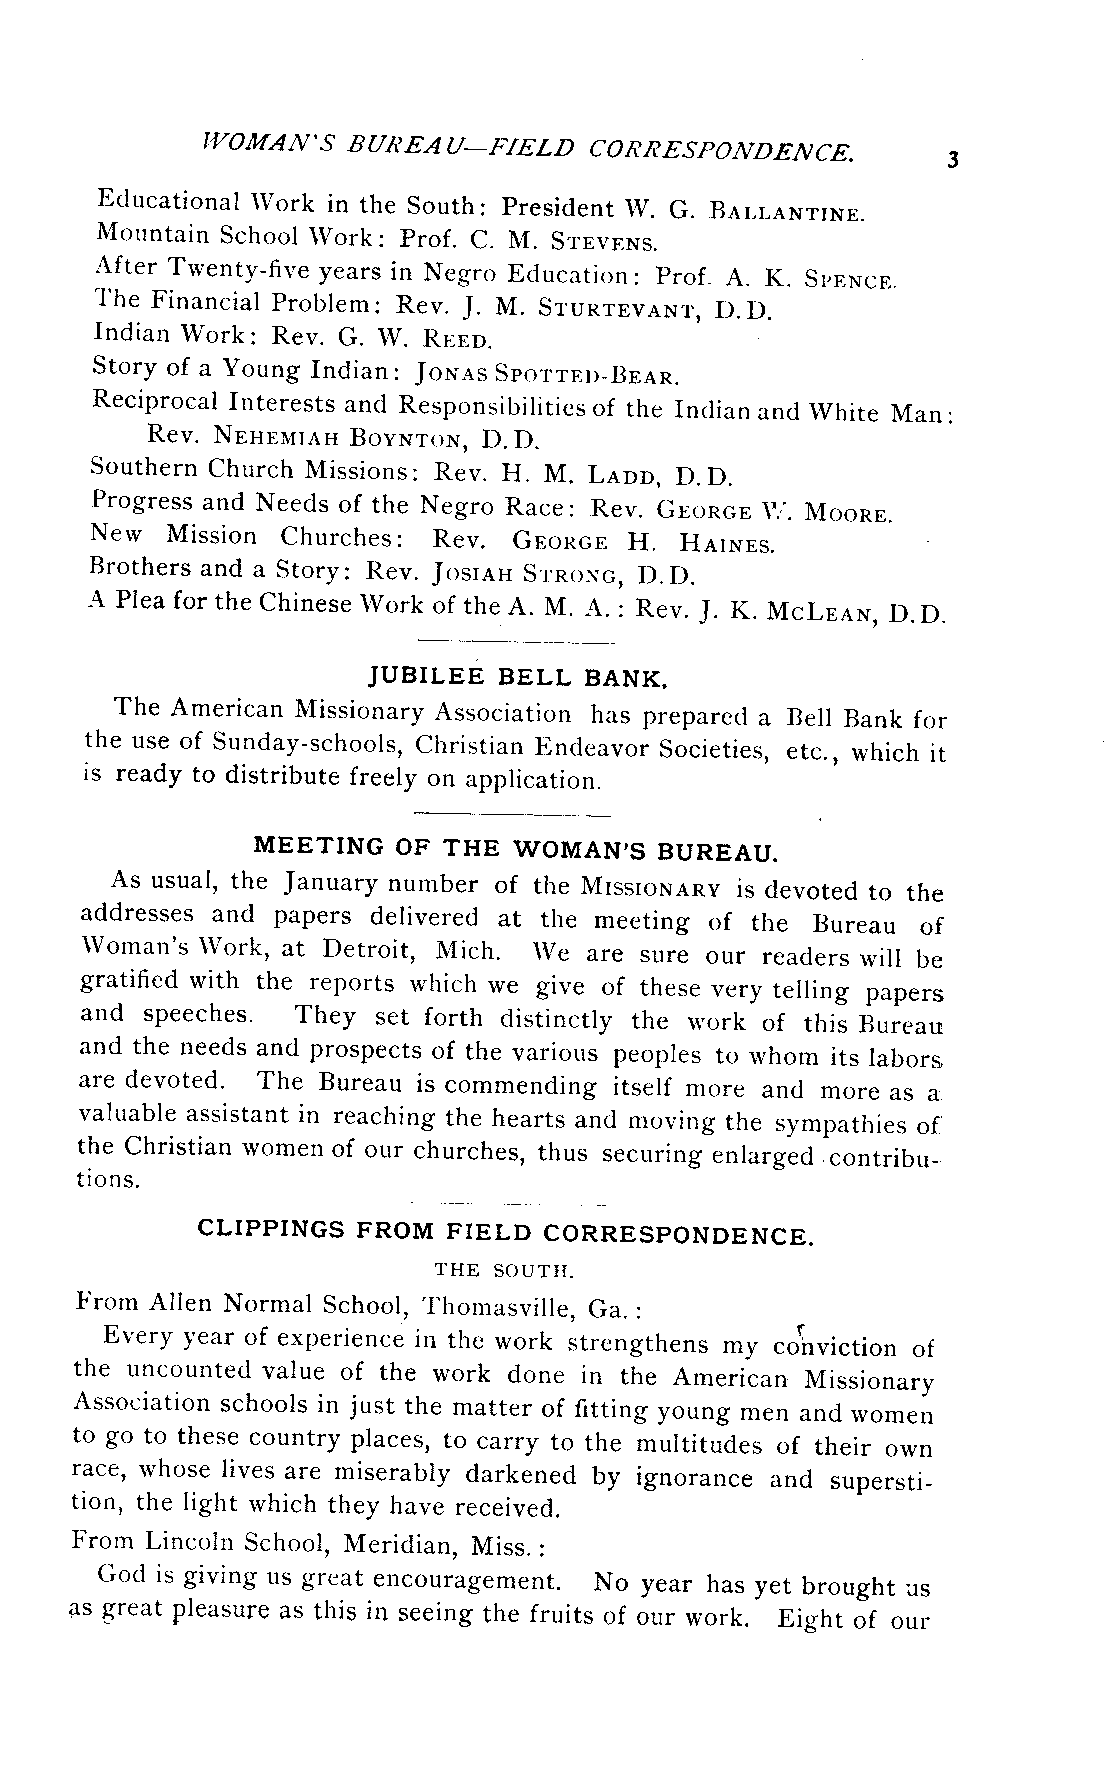 WOMAN'S BUREAU—FIELD CORRESPONDENCE. 3
Educational Work in the South: President W. G. BALLANTINE.
Mountain School Work: Prof. C. M. STEVENS.
After Twenty-five years in Negro Education: Prof. A. K. SPENCE.
The Financial Problem: Rev. J. M. STURTEVANT, D.D.
Indian Work: Rev. G. W. REED.
Story of a Young Indian: JONAS SPOTTED-BEAR.
Reciprocal Interests and Responsibilities of the Indian and White Man:
Rev. NEHEMIAH BOYNTON, D.D.
Southern Church Missions: Rev. H. M. LADD, D.D.
Progress and Needs of the Negro Race: Rev. GEORGE W. MOORE.
New Mission Churches: Rev. GEORGE H. HAINES.
Brothers and a Story: Rev. JOSIAH STRONG, D.D.
A Plea for the Chinese Work of the A. M. A.: Rev. J. K. MCLEAN, D.D.
JUBILEE BELL BANK.
The American Missionary Association has prepared a Bell Bank for
the use of Sunday-schools, Christian Endeavor Societies, etc., which it
is ready to distribute freely on application.
MEETING OF THE WOMAN'S BUREAU.
As usual, the January number of the MISSIONARY is devoted to the
addresses and papers delivered at the meeting of the Bureau of
Woman's Work, at Detroit, Mich. We are sure our readers will be
gratified with the reports which we give of these very telling papers
and speeches. They set forth distinctly the work of this Bureau
and the needs and prospects of the various peoples to whom its labors
are devoted. The Bureau is commending itself more and more as a
valuable assistant in reaching the hearts and moving the sympathies of
the Christian women of our churches, thus securing enlarged contribu-
tions.
CLIPPINGS FROM FIELD CORRESPONDENCE.
THE SOUTH.
From Allen Normal School, Thomasville, Ga.:
Every year of experience in the work strengthens my conviction of
the uncounted value of the work done in the American Missionary
Association schools in just the matter of fitting young men and women
to go to these country places, to carry to the multitudes of their own
race, whose lives are miserably darkened by ignorance and supersti-
tion, the light which they have received.
From Lincoln School, Meridian, Miss.:
God is giving us great encouragement. No year has yet brought us
as great pleasure as this in seeing the fruits of our work. Eight of our